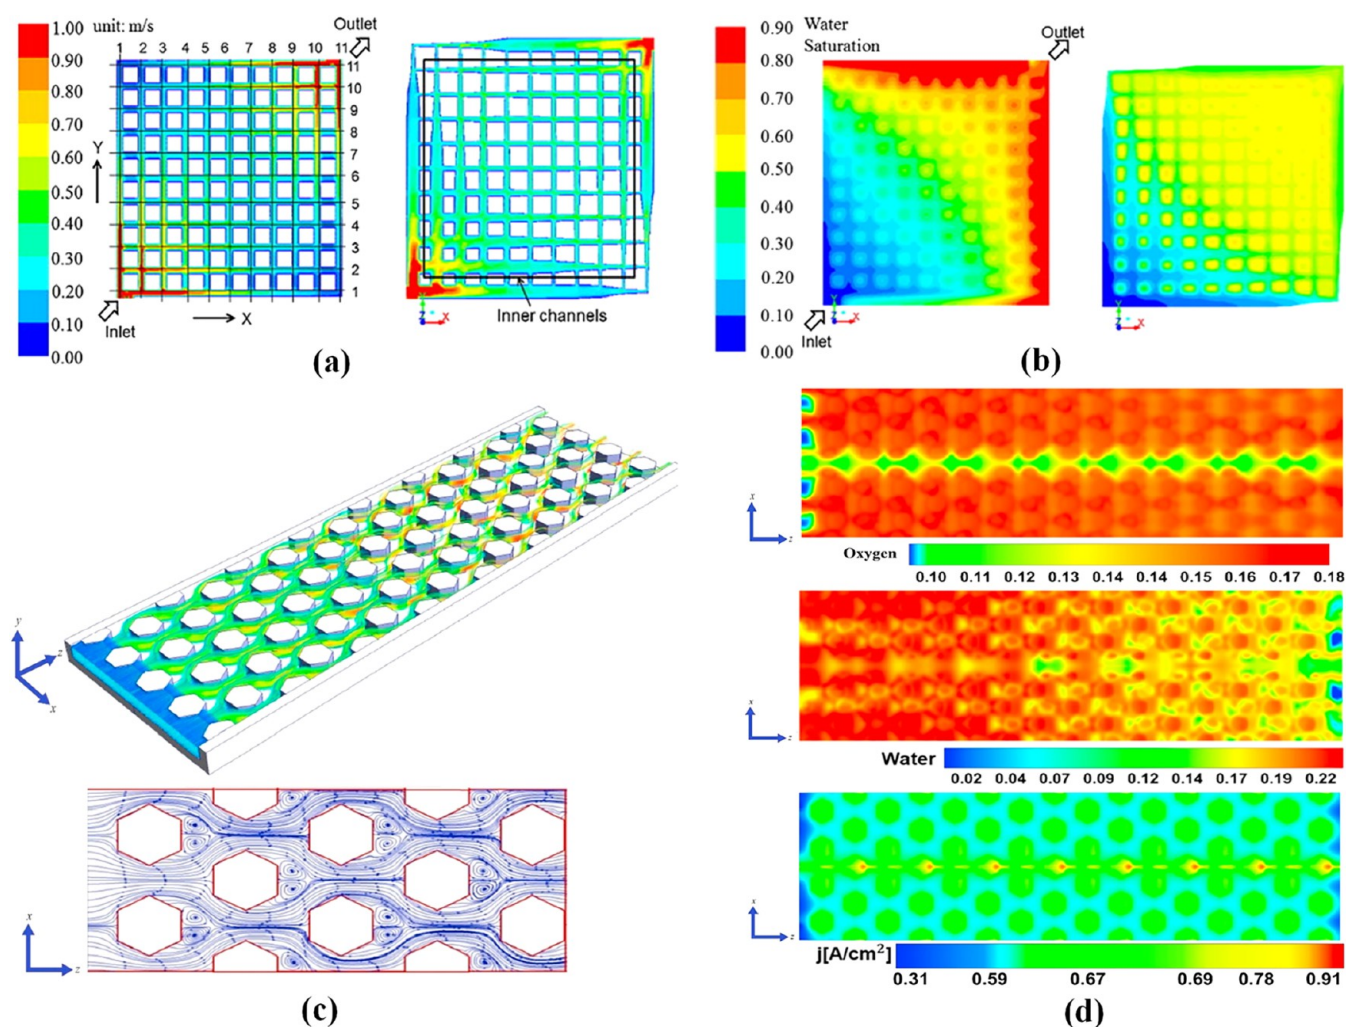 unit: m/s
Outlet
1.00
0.90
0.80
0.70
0.60
0.50
0.40
0.30
0.20
0.10
0.00
1 2 3 4 5 6 7 8 9 10 11
11
10
9
8
7
6
5
4
3
2
1
Y
X
Inlet
Z X
Inner channels
(a)
Water
Saturation
Outlet
0.90
0.80
0.70
0.60
0.50
0.40
0.30
0.20
0.10
0.00
Inlet
Y
Z X
Y
Z X
(b)
y
z
x
x
z
(c)
x
z
Oxygen
0.10 0.11 0.12 0.13 0.14 0.14 0.15 0.16 0.17 0.18
x
z
Water
0.02 0.04 0.07 0.09 0.12 0.14 0.17 0.19 0.22
x
z
j[A/cm²]
0.31 0.59 0.67 0.69 0.78 0.91
(d)